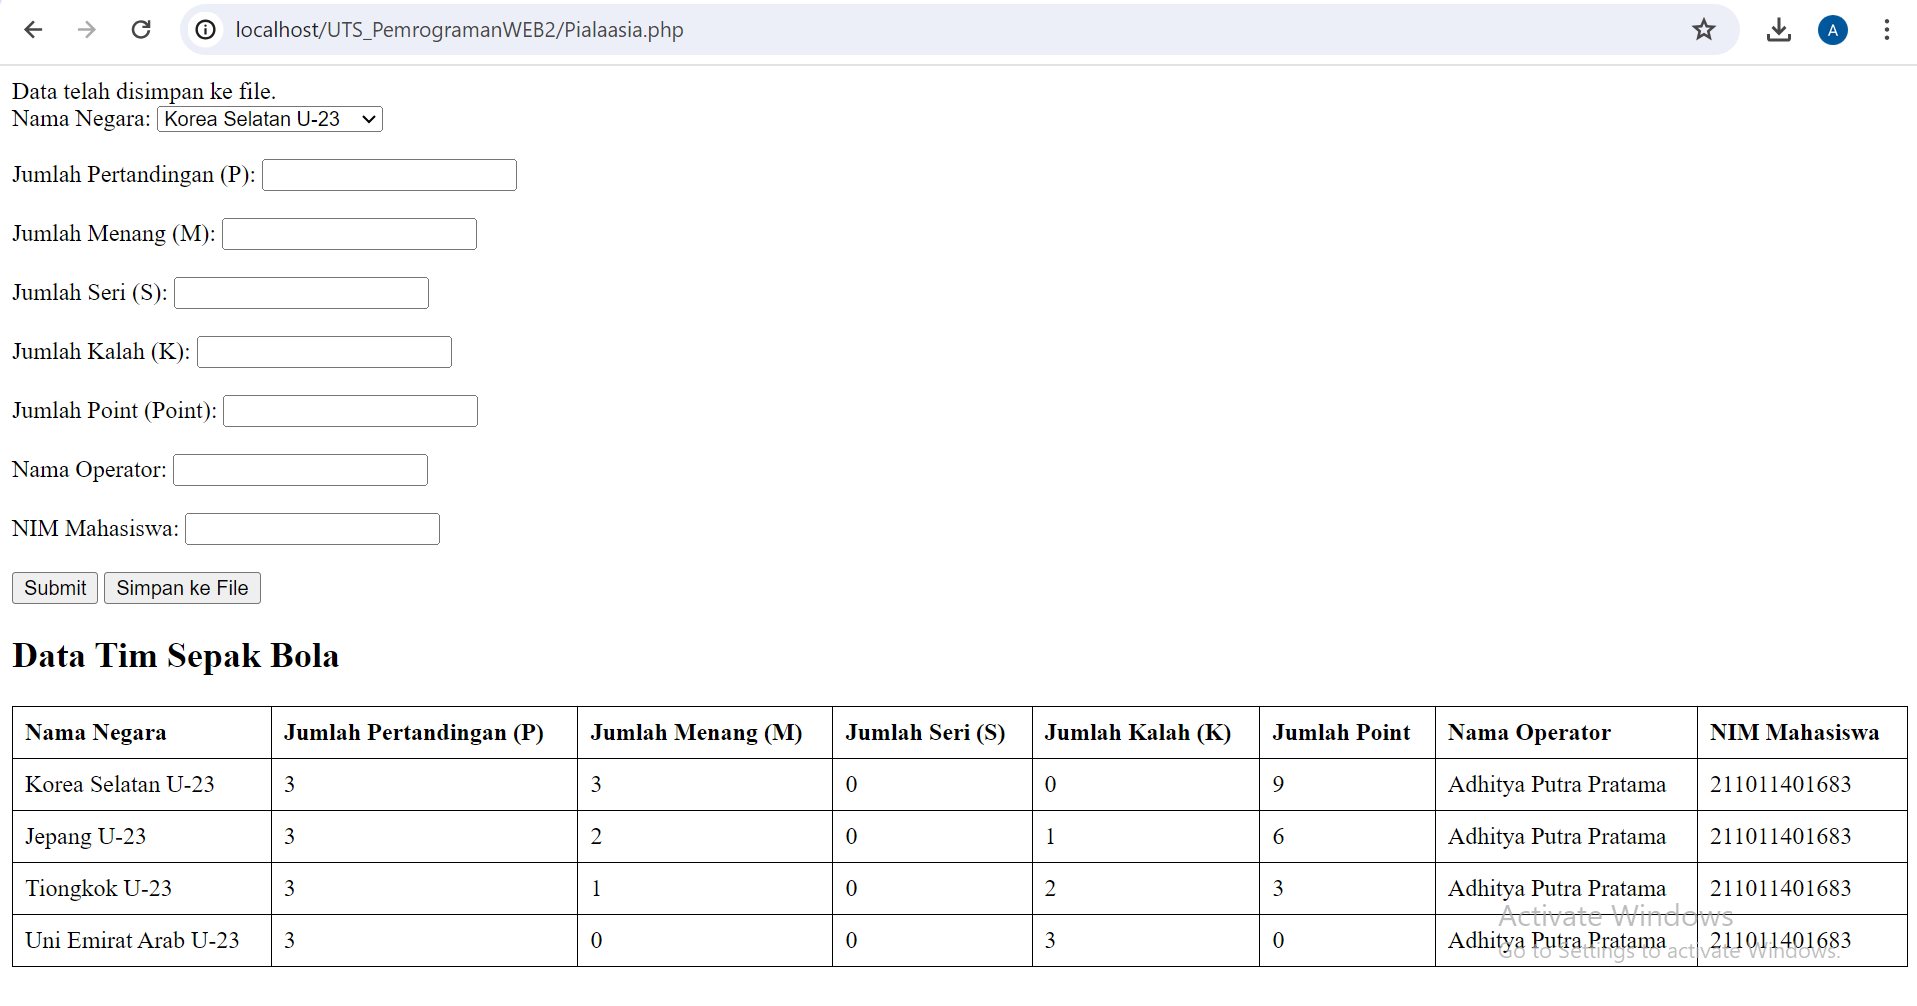 localhost/UTS_PemrogramanWEB2/Pialaasia.php
A
Data telah disimpan ke file.
Nama Negara: Korea Selatan U-23
Jumlah Pertandingan (P):
Jumlah Menang (M):
Jumlah Seri (S):
Jumlah Kalah (K):
Jumlah Point (Point):
Nama Operator:
NIM Mahasiswa:
Submit Simpan ke File
Data Tim Sepak Bola
Nama Negara Jumlah Pertandingan (P) Jumlah Menang (M) Jumlah Seri (S) Jumlah Kalah (K) Jumlah Point Nama Operator NIM Mahasiswa
Korea Selatan U-23 3 3 0 0 9 Adhitya Putra Pratama 211011401683
Jepang U-23 3 2 0 1 6 Adhitya Putra Pratama 211011401683
Tiongkok U-23 3 1 0 2 3 Adhitya Putra Pratama 211011401683
Uni Emirat Arab U-23 3 0 0 3 0 Adhitya Putra Pratama 211011401683
Activate Windows
Go to Settings to activate Windows.